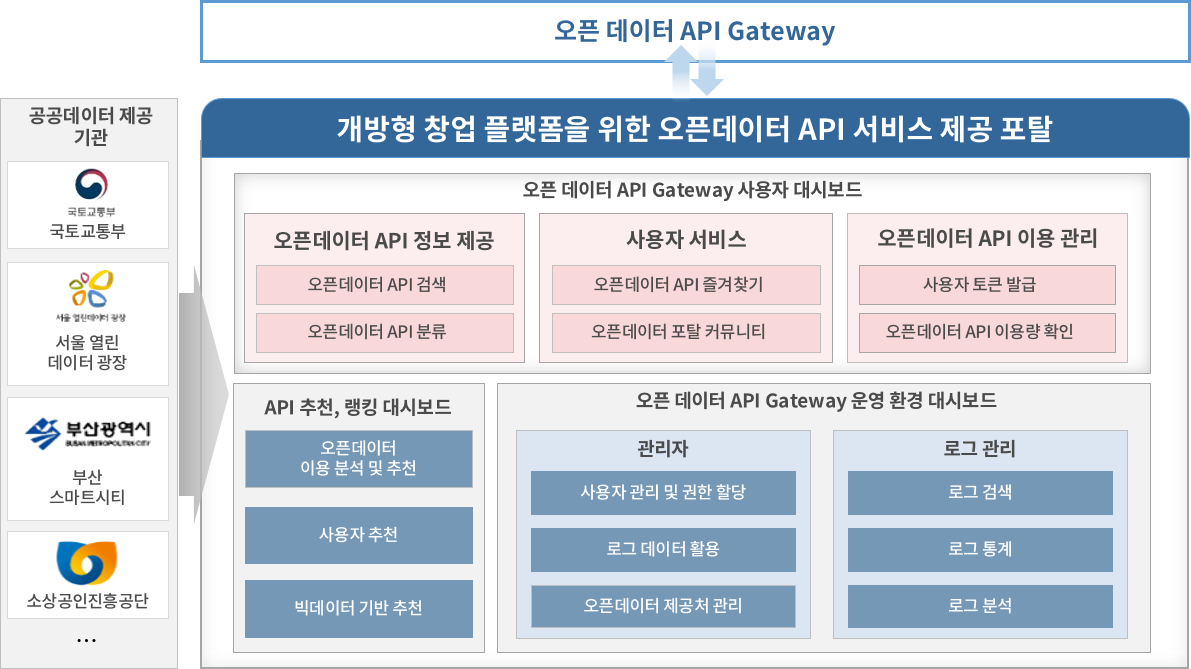 오픈 데이터 API Gateway
공공데이터 제공
기관
국토교통부
국토교통부
서울 열린데이터 광장
서울 열린
데이터 광장
부산광역시
BUSAN METROPOLITAN CITY
부산
스마트시티
소상공인진흥공단
...
개방형 창업 플랫폼을 위한 오픈데이터 API 서비스 제공 포탈
오픈 데이터 API Gateway 사용자 대시보드
오픈데이터 API 정보 제공
오픈데이터 API 검색
오픈데이터 API 분류
사용자 서비스
오픈데이터 API 즐겨찾기
오픈데이터 포탈 커뮤니티
오픈데이터 API 이용 관리
사용자 토큰 발급
오픈데이터 API 이용량 확인
API 추천, 랭킹 대시보드
오픈데이터
이용 분석 및 추천
사용자 추천
빅데이터 기반 추천
오픈 데이터 API Gateway 운영 환경 대시보드
관리자
사용자 관리 및 권한 할당
로그 데이터 활용
오픈데이터 제공처 관리
로그 관리
로그 검색
로그 통계
로그 분석